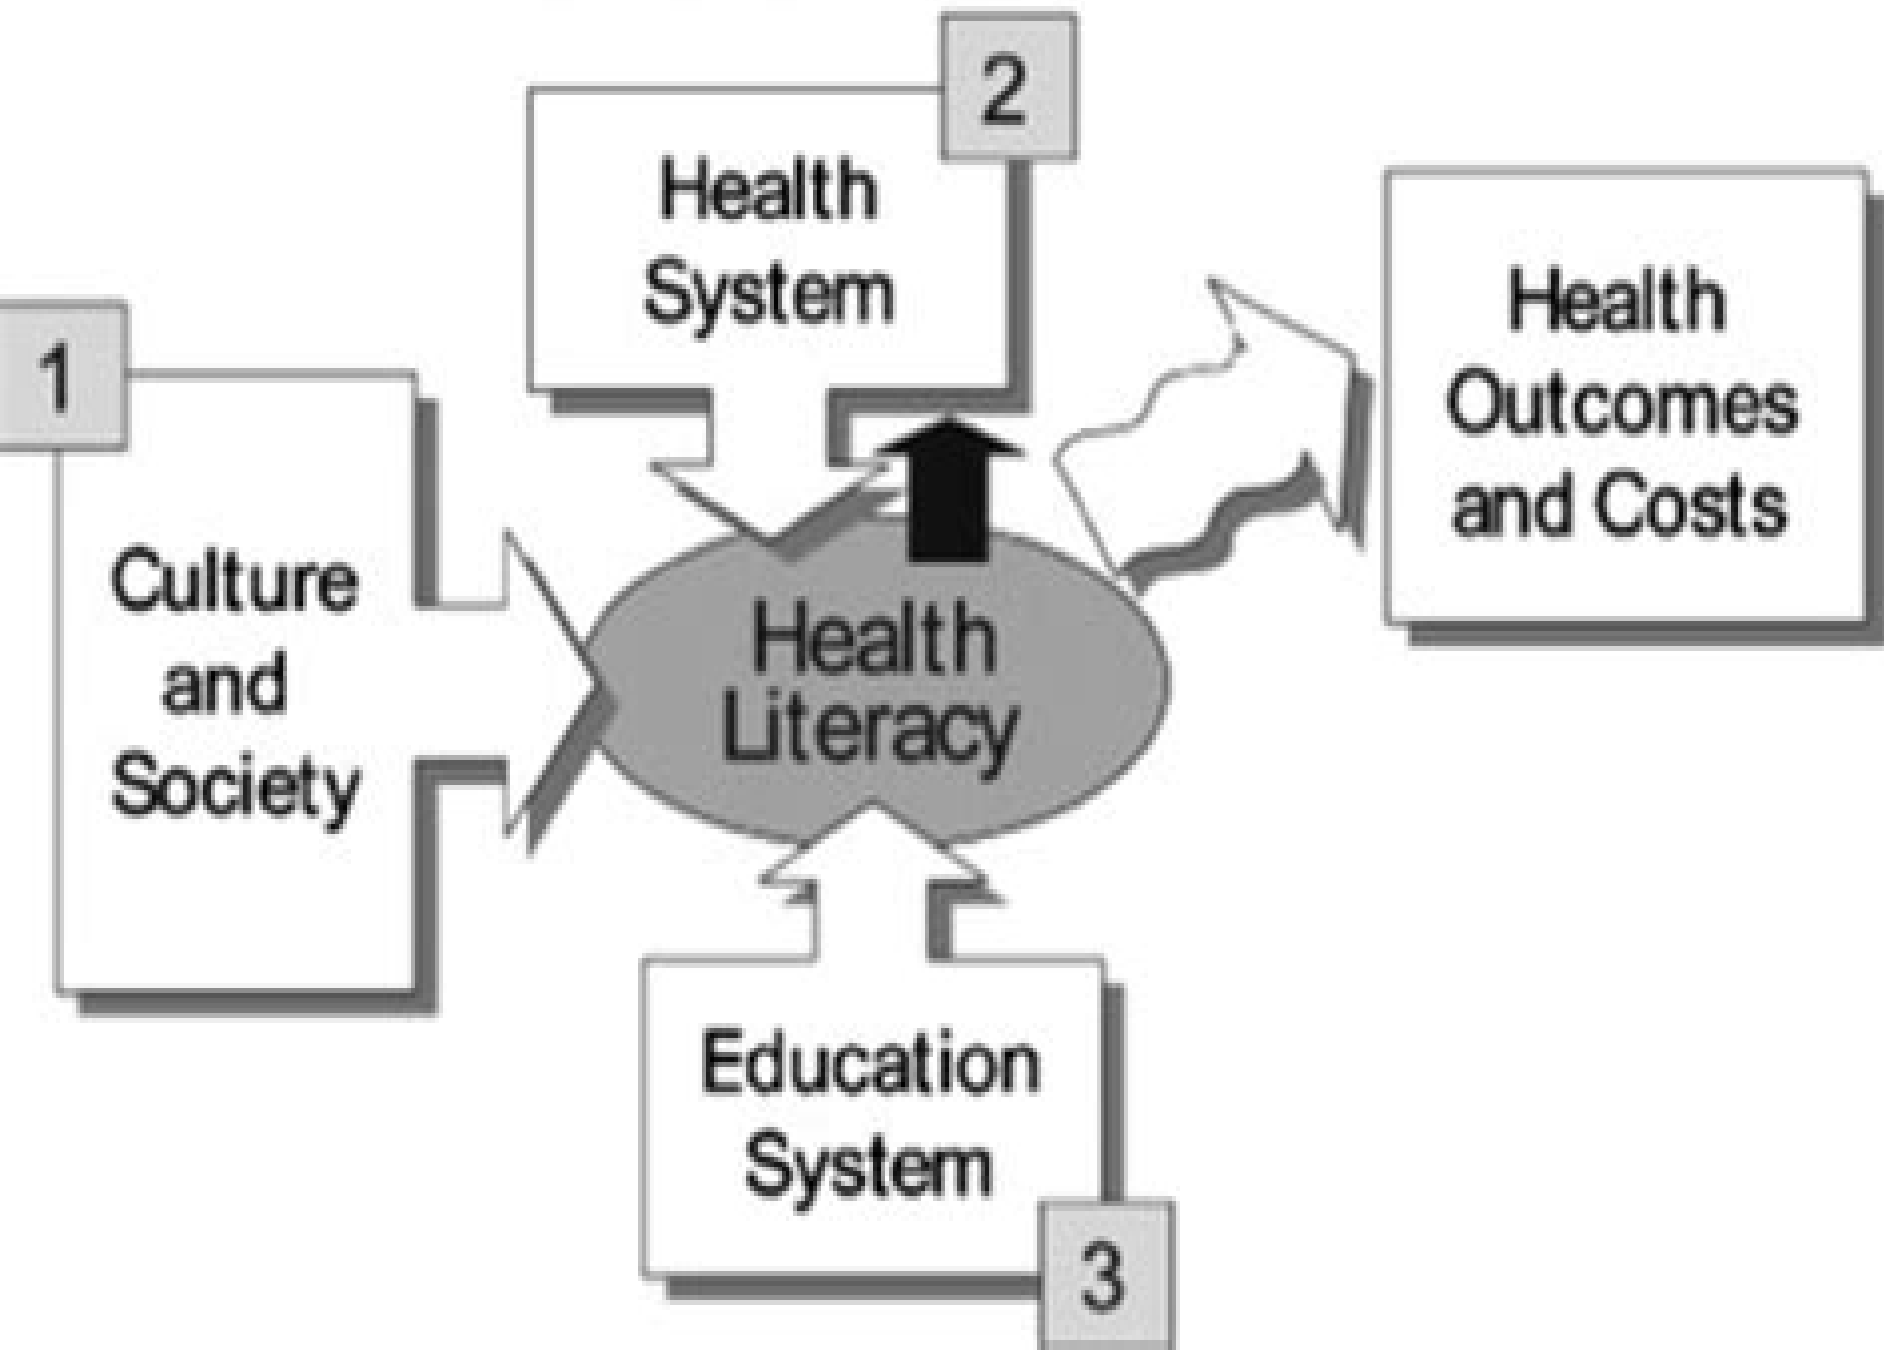 2
Health
System
1
Culture
and
Society
Health
Literacy
Health
Outcomes
and Costs
Education
System
3